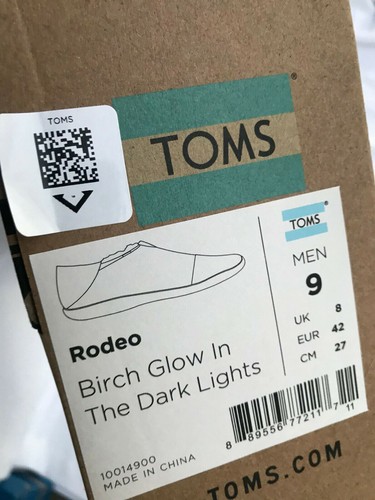 TOMS
TOMS
TOMS
MEN
9
UK 8
EUR 42
CM 27
Rodeo
Birch Glow In
The Dark Lights
10014900
MADE IN CHINA
8 89556 77211 7 11
TOMS.COM